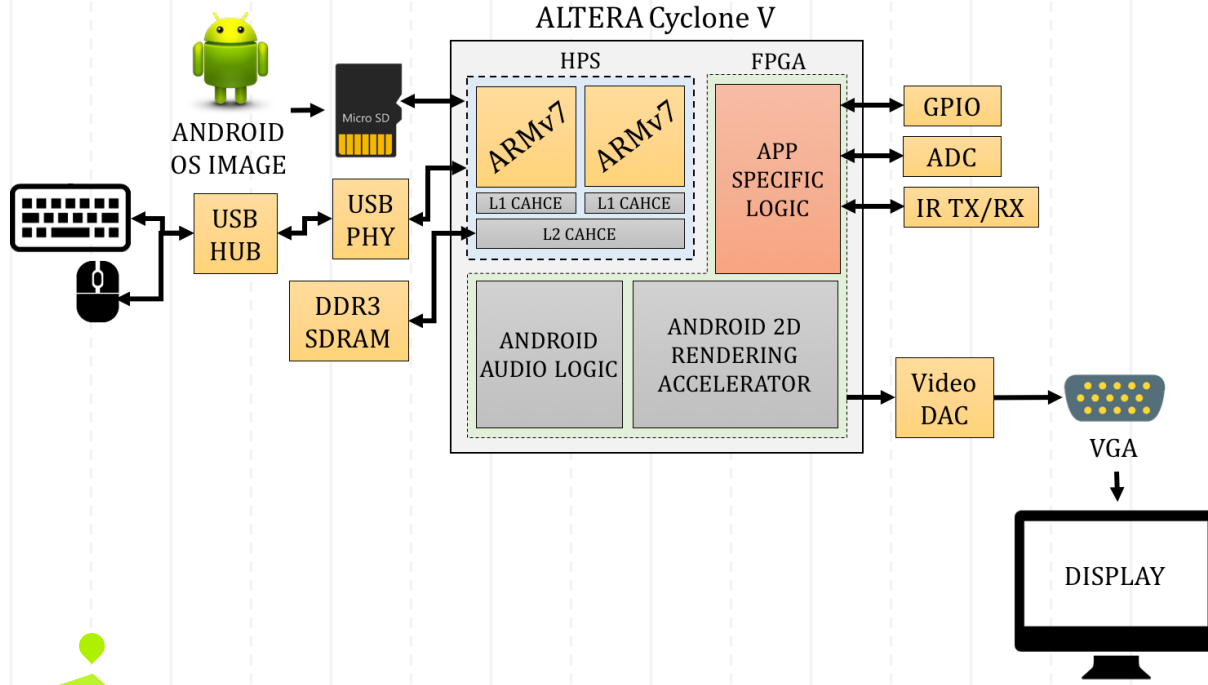 ALTERA Cyclone V
HPS
FPGA
ANDROID
OS IMAGE
Micro SD
ARMv7
ARMv7
L1 CAHCE
L1 CAHCE
L2 CAHCE
APP
SPECIFIC
LOGIC
GPIO
ADC
IR TX/RX
USB
HUB
USB
PHY
DDR3
SDRAM
ANDROID
AUDIO LOGIC
ANDROID 2D
RENDERING
ACCELERATOR
Video
DAC
VGA
DISPLAY